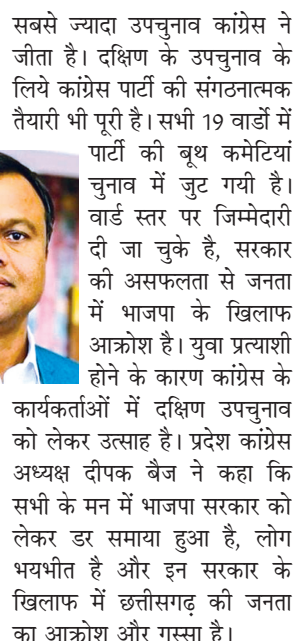 सबसे ज्यादा उपचुनाव कांग्रेस ने
जीता है। दक्षिण के उपचुनाव के
लिये कांग्रेस पार्टी की संगठनात्मक
तैयारी भी पूरी है। सभी 19 वार्डो में
पार्टी की बूथ कमेटियां
चुनाव में जुट गयी है।
वार्ड स्तर पर जिम्मेदारी
दी जा चुके है, सरकार
की असफलता से जनता
में भाजपा के खिलाफ
आक्रोश है। युवा प्रत्याशी
होने के कारण कांग्रेस के
कार्यकर्ताओं में दक्षिण उपचुनाव
को लेकर उत्साह है। प्रदेश कांग्रेस
अध्यक्ष दीपक बैज ने कहा कि
सभी के मन में भाजपा सरकार को
लेकर डर समाया हुआ है, लोग
भयभीत है और इन सरकार के
खिलाफ में छत्तीसगढ़ की जनता
का आक्रोश और गुस्सा है।